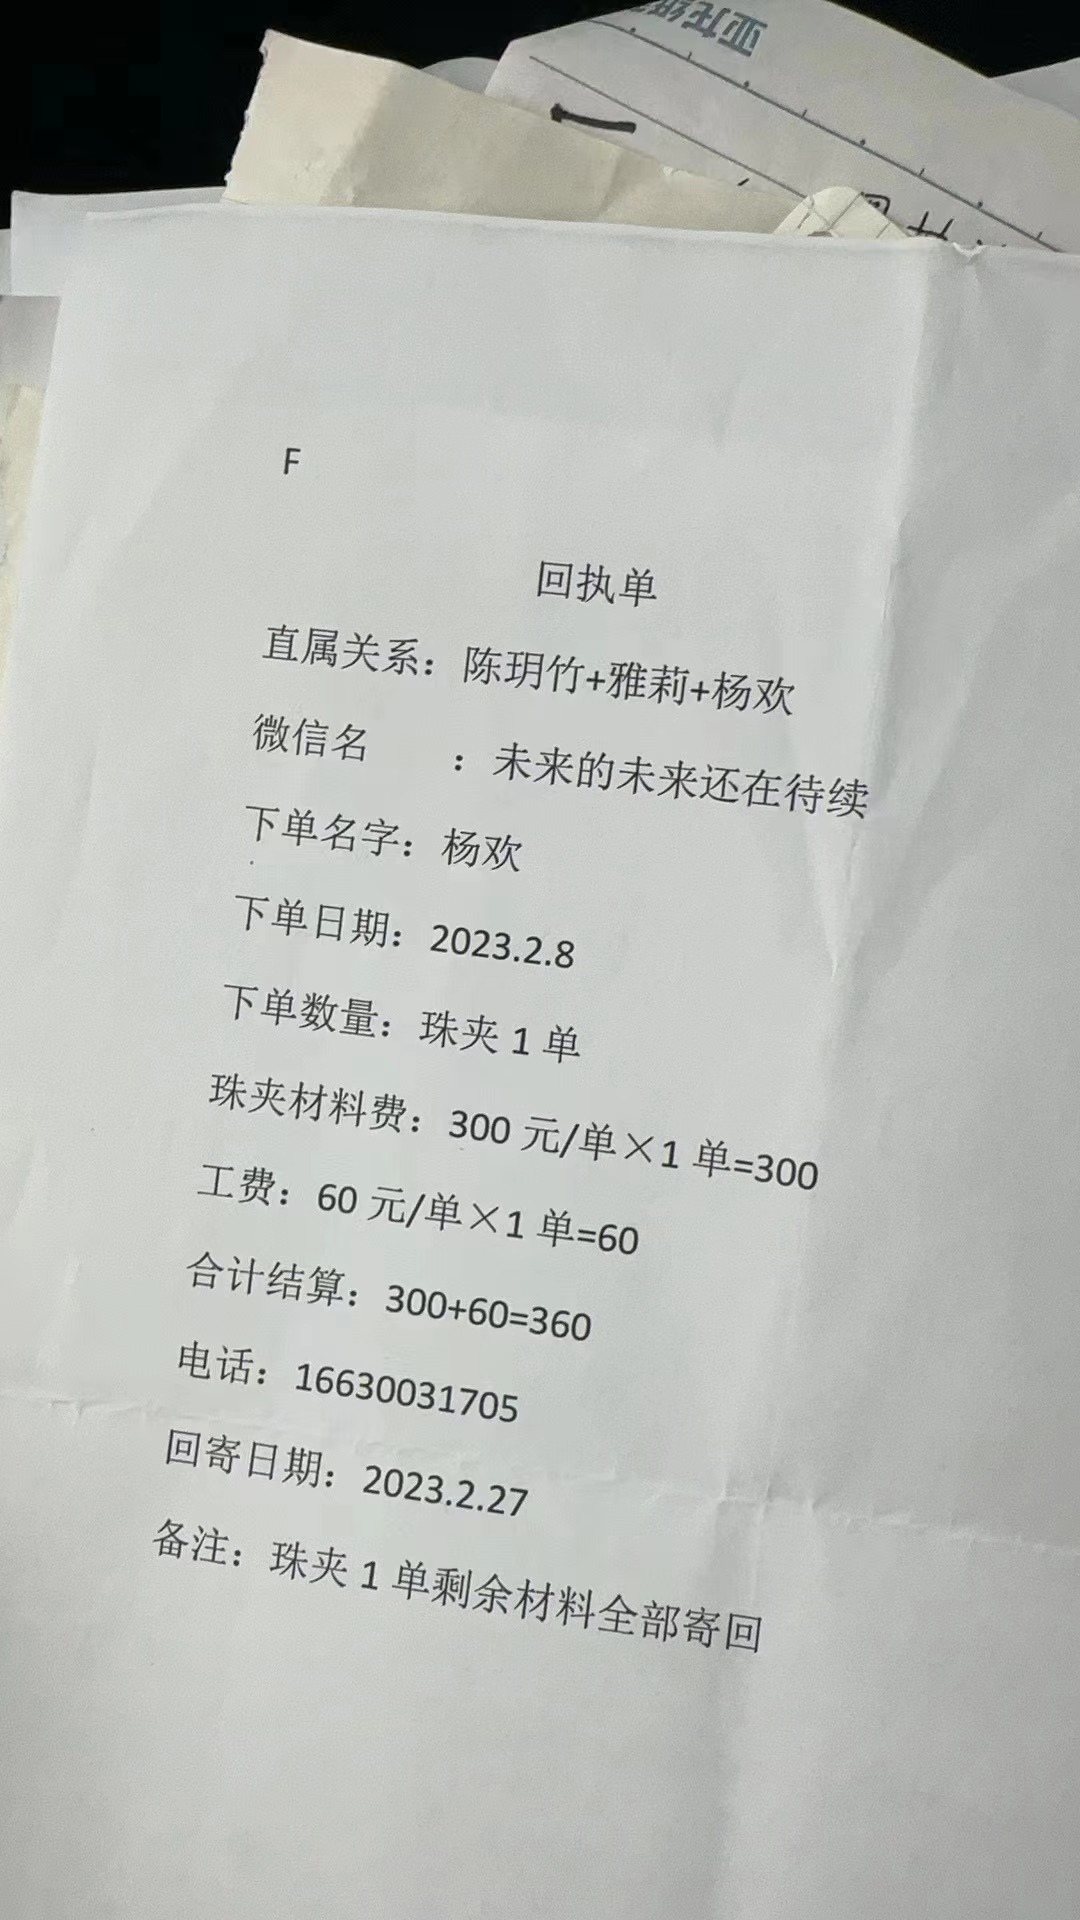 F
回执单
直属关系：陈玥竹+雅莉+杨欢
微信名 ：未来的未来还在待续
下单名字：杨欢
下单日期：2023.2.8
下单数量：珠夹 1 单
珠夹材料费：300 元/单×1 单=300
工费：60 元/单×1 单=60
合计结算：300+60=360
电话：16630031705
回寄日期：2023.2.27
备注：珠夹 1 单剩余材料全部寄回